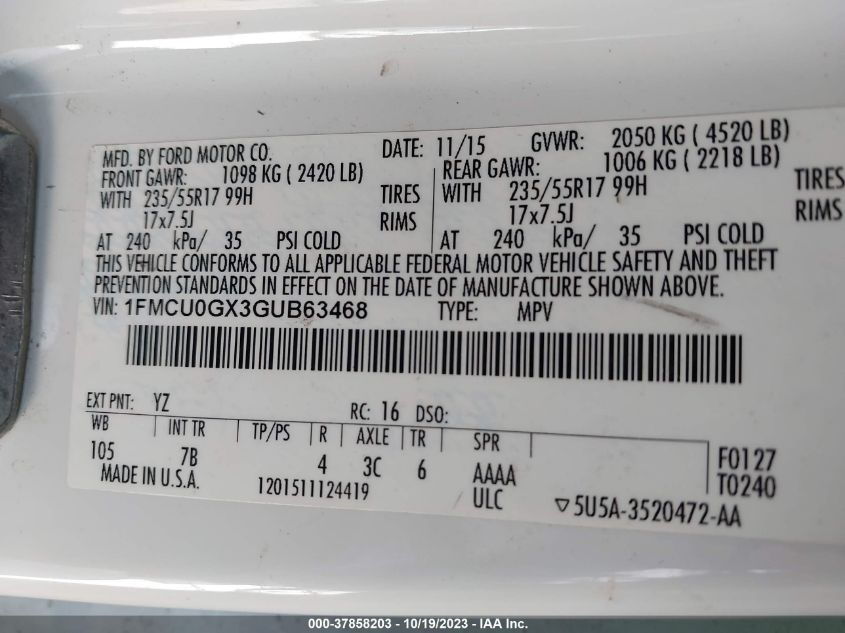 MFD. BY FORD MOTOR CO. DATE: 11/15 GVWR: 2050 KG ( 4520 LB)
FRONT GAWR: 1098 KG ( 2420 LB) REAR GAWR: 1006 KG ( 2218 LB)
WITH 235/55R17 99H TIRES WITH 235/55R17 99H TIRES
17x7.5J RIMS 17x7.5J RIMS
AT 240 kPa/ 35 PSI COLD AT 240 kPa/ 35 PSI COLD
THIS VEHICLE CONFORMS TO ALL APPLICABLE FEDERAL MOTOR VEHICLE SAFETY AND THEFT
PREVENTION STANDARDS IN EFFECT ON THE DATE OF MANUFACTURE SHOWN ABOVE.
VIN: 1FMCU0GX3GUB63468 TYPE: MPV
EXT PNT: YZ RC: 16 DSO:
WB INT TR TP/PS R AXLE TR SPR
105 7B 4 3C 6 AAAA F0127
MADE IN U.S.A. 1201511124419 ULC T0240
▽5U5A-3520472-AA
000-37858203 - 10/19/2023 - IAA Inc.